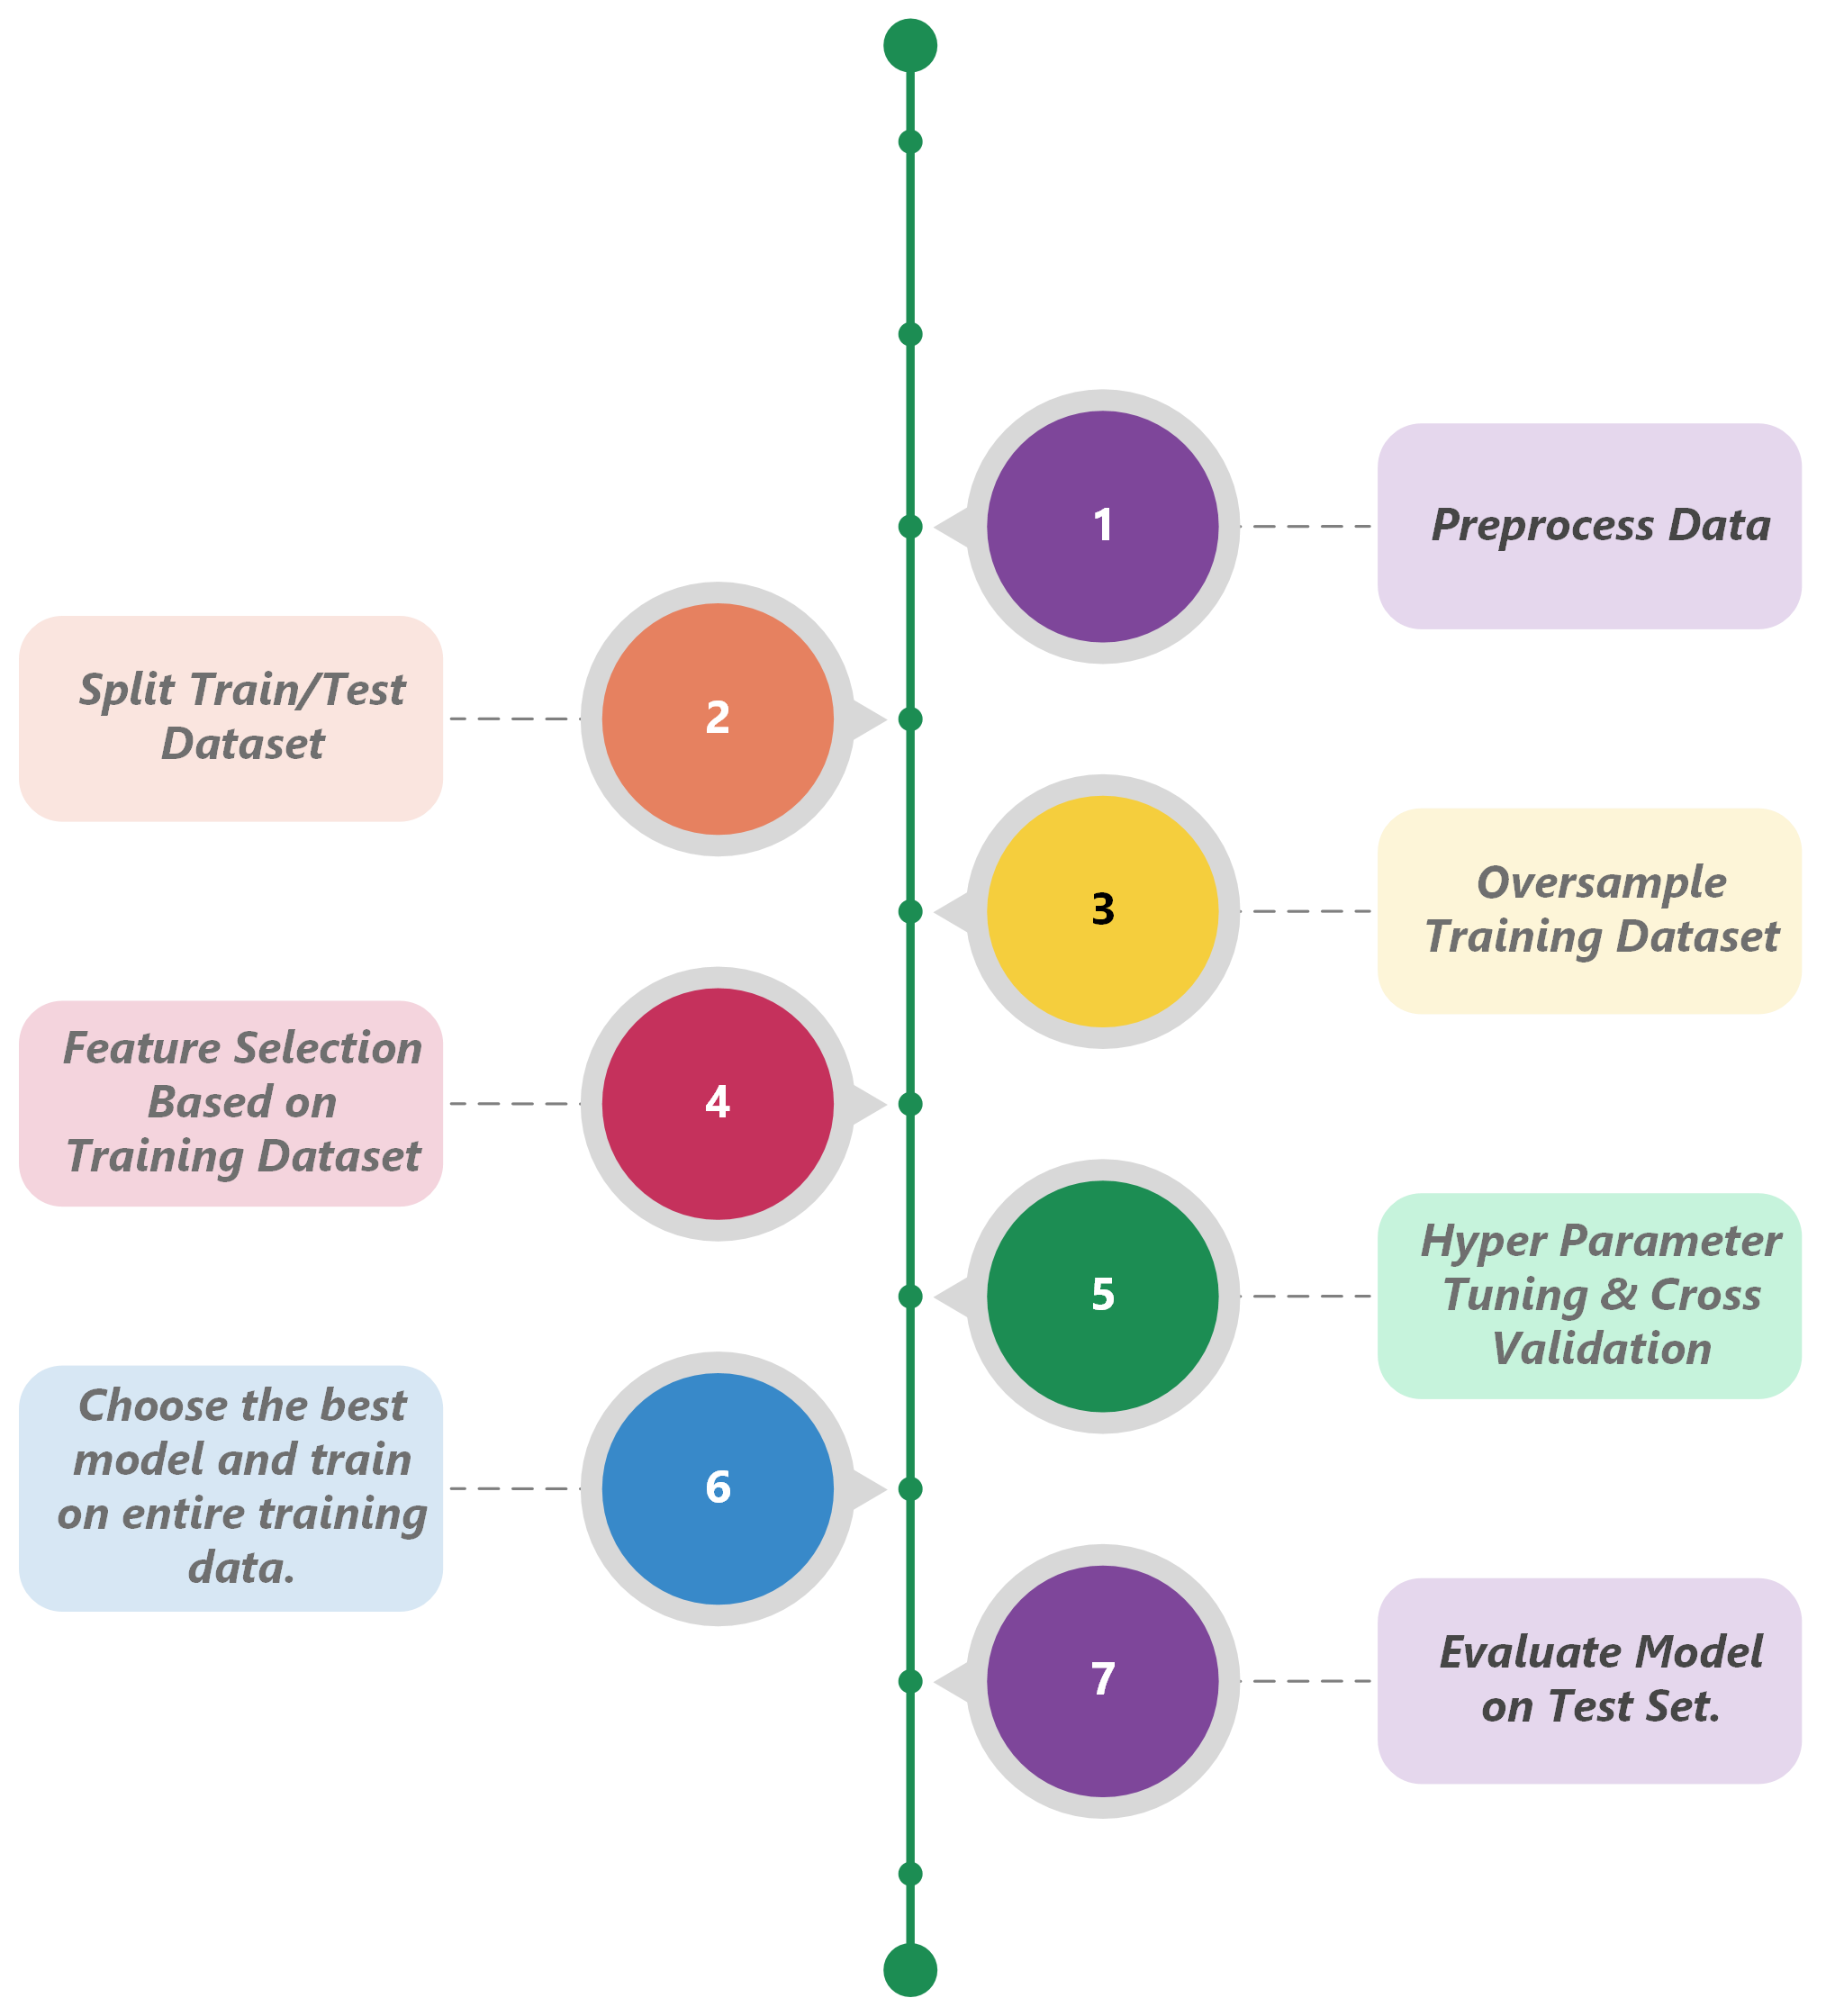 1
Preprocess Data
Split Train/Test
Dataset
2
3
Oversample
Training Dataset
Feature Selection
Based on
Training Dataset
4
5
Hyper Parameter
Tuning & Cross
Validation
Choose the best
model and train
on entire training
data.
6
7
Evaluate Model
on Test Set.